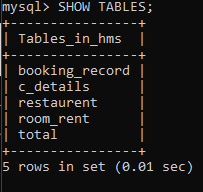 mysql> SHOW TABLES;
+----------------+
| Tables_in_hms  |
+----------------+
| booking_record |
| c_details      |
| restaurent     |
| room_rent      |
| total          |
+----------------+
5 rows in set (0.01 sec)